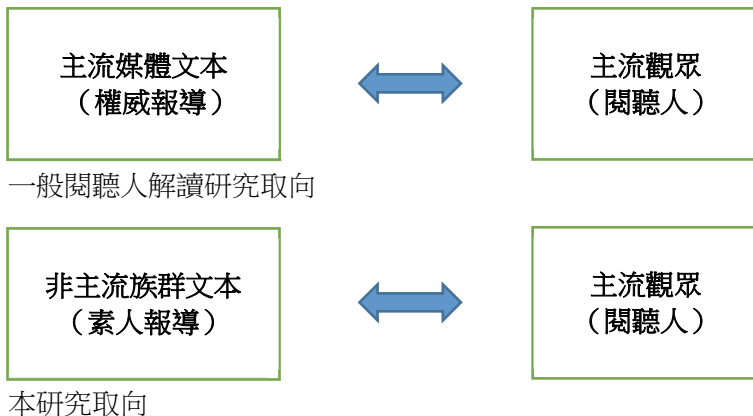 主流媒體文本
（權威報導）
主流觀眾
（閱聽人）
一般閱聽人解讀研究取向
非主流族群文本
（素人報導）
主流觀眾
（閱聽人）
本研究取向